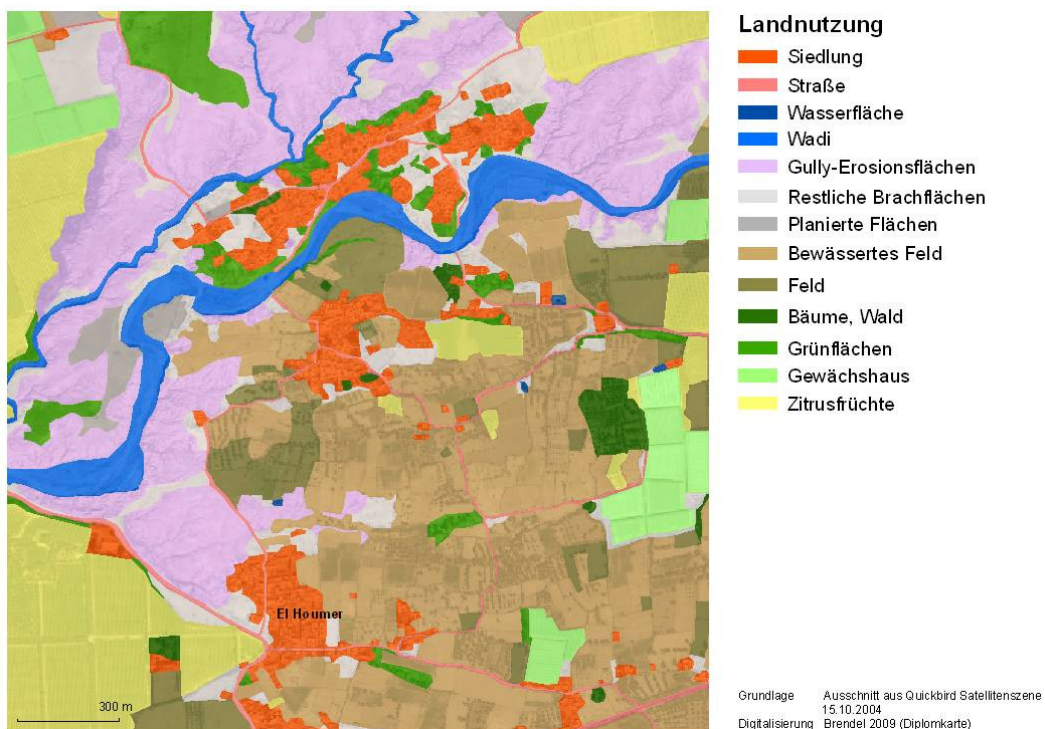 Landnutzung
Siedlung
Straße
Wasserfläche
Wadi
Gully-Erosionsflächen
Restliche Brachflächen
Planierte Flächen
Bewässertes Feld
Feld
Bäume, Wald
Grünflächen
Gewächshaus
Zitrusfrüchte
El Houmer
300 m
Grundlage Ausschnitt aus Quickbird Satellitenszene
15.10.2004
Digitalisierung Brendel 2009 (Diplomkarte)